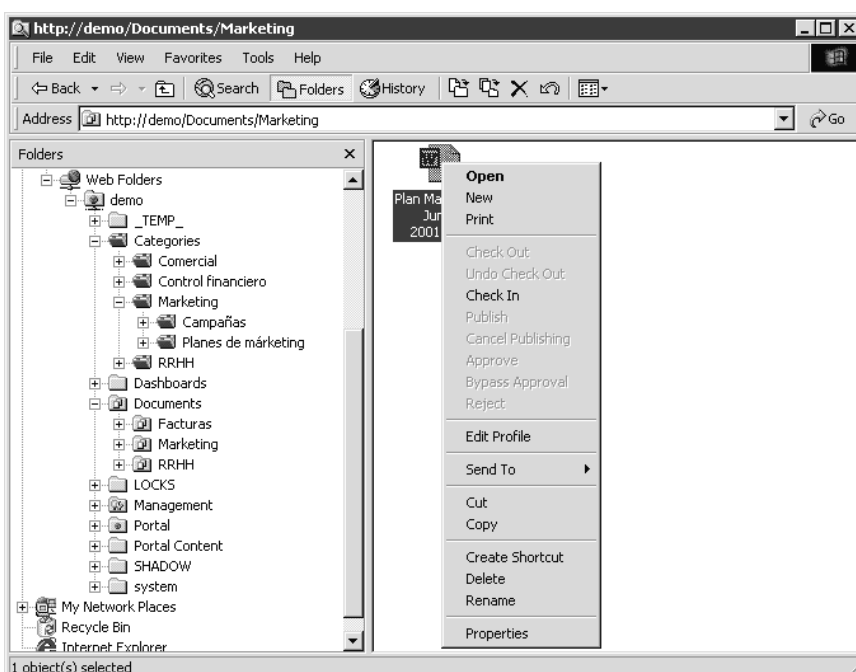 http://demo/Documents/Marketing
File Edit View Favorites Tools Help
Back Search Folders History
Address http://demo/Documents/Marketing Go
Folders
Web Folders
demo
_TEMP_
Categories
Comercial
Control financiero
Marketing
Campañas
Planes de márketing
RRHH
Dashboards
Documents
Facturas
Marketing
RRHH
LOCKS
Management
Portal
Portal Content
SHADOW
system
My Network Places
Recycle Bin
Internet Explorer
Plan Ma
Jun
2001
Open
New
Print
Check Out
Undo Check Out
Check In
Publish
Cancel Publishing
Approve
Bypass Approval
Reject
Edit Profile
Send To
Cut
Copy
Create Shortcut
Delete
Rename
Properties
1 object(s) selected